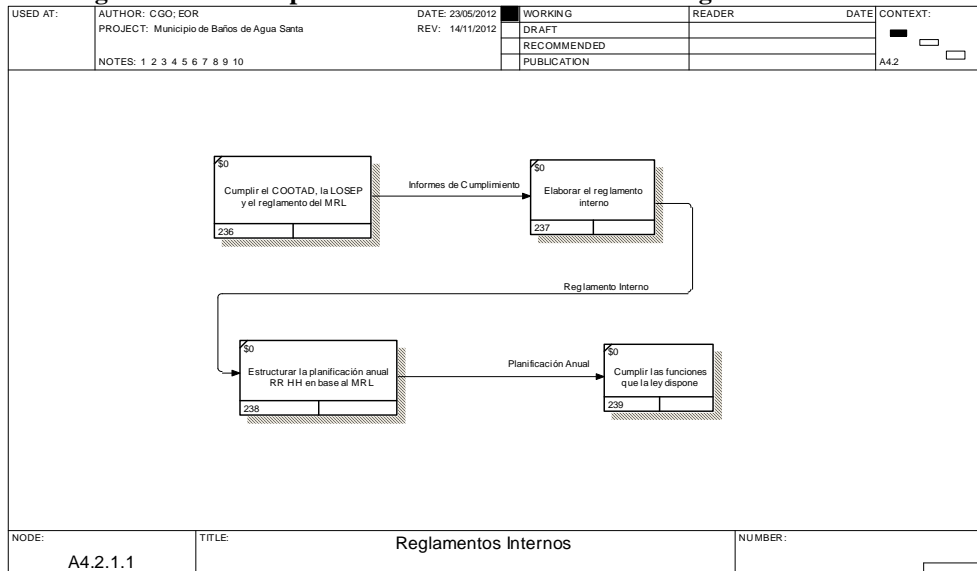 USED AT:
AUTHOR: CGO; EOR
DATE: 23/05/2012
WORKING
READER
DATE
CONTEXT:
PROJECT: Municipio de Baños de Agua Santa
REV: 14/11/2012
DRAFT
RECOMMENDED
NOTES: 1 2 3 4 5 6 7 8 9 10
PUBLICATION
A4.2
$0
Cumplir el COOTAD, la LOSEP
y el reglamento del MRL
236
Informes de Cumplimiento
$0
Elaborar el reglamento
interno
237
Reglamento Interno
$0
Estructurar la planificación anual
RR HH en base al MRL
238
Planificación Anual
$0
Cumplir las funciones
que la ley dispone
239
NODE:
A4.2.1.1
TITLE:
Reglamentos Internos
NUMBER: